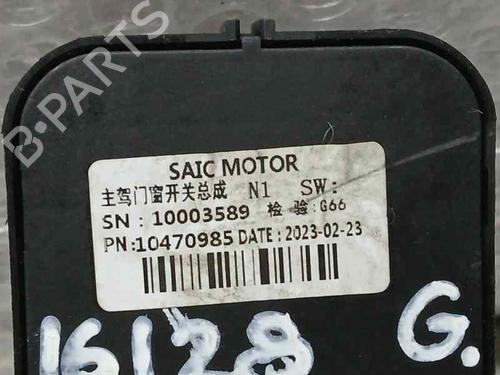 B-PARTS
SAIC MOTOR
主驾门窗开关总成 N1 SW:
SN : 10003589 检 验 : G66
PN:10470985 DATE : 2023-02-23
16128 G.